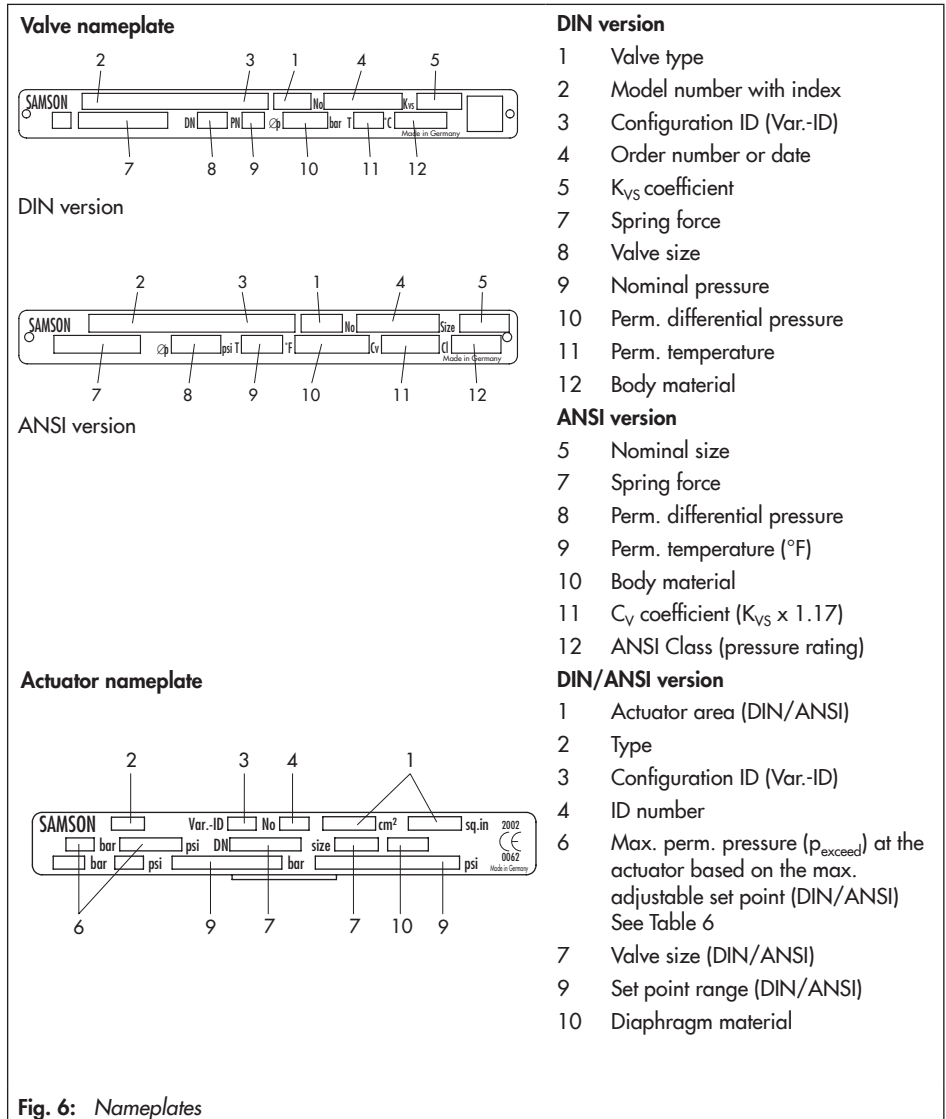 Valve nameplate
2 3 1 4 5
SAMSON No Kvs
DN PN ∅p bar T °C
Made in Germany
7 8 9 10 11 12
DIN version
2 3 1 4 5
SAMSON No Size
∅p psi T °F Cv Cl
Made in Germany
7 8 9 10 11 12
ANSI version
Actuator nameplate
2 3 4 1
SAMSON Var.-ID No cm² sq.in 2002
bar psi DN size CE
bar psi bar psi 0062
Made in Germany
6 9 7 7 10 9
DIN version
1 Valve type
2 Model number with index
3 Configuration ID (Var.-ID)
4 Order number or date
5 KVS coefficient
7 Spring force
8 Valve size
9 Nominal pressure
10 Perm. differential pressure
11 Perm. temperature
12 Body material
ANSI version
5 Nominal size
7 Spring force
8 Perm. differential pressure
9 Perm. temperature (°F)
10 Body material
11 CV coefficient (KVS x 1.17)
12 ANSI Class (pressure rating)
DIN/ANSI version
1 Actuator area (DIN/ANSI)
2 Type
3 Configuration ID (Var.-ID)
4 ID number
6 Max. perm. pressure (pexceed) at the
actuator based on the max.
adjustable set point (DIN/ANSI)
See Table 6
7 Valve size (DIN/ANSI)
9 Set point range (DIN/ANSI)
10 Diaphragm material
Fig. 6: Nameplates